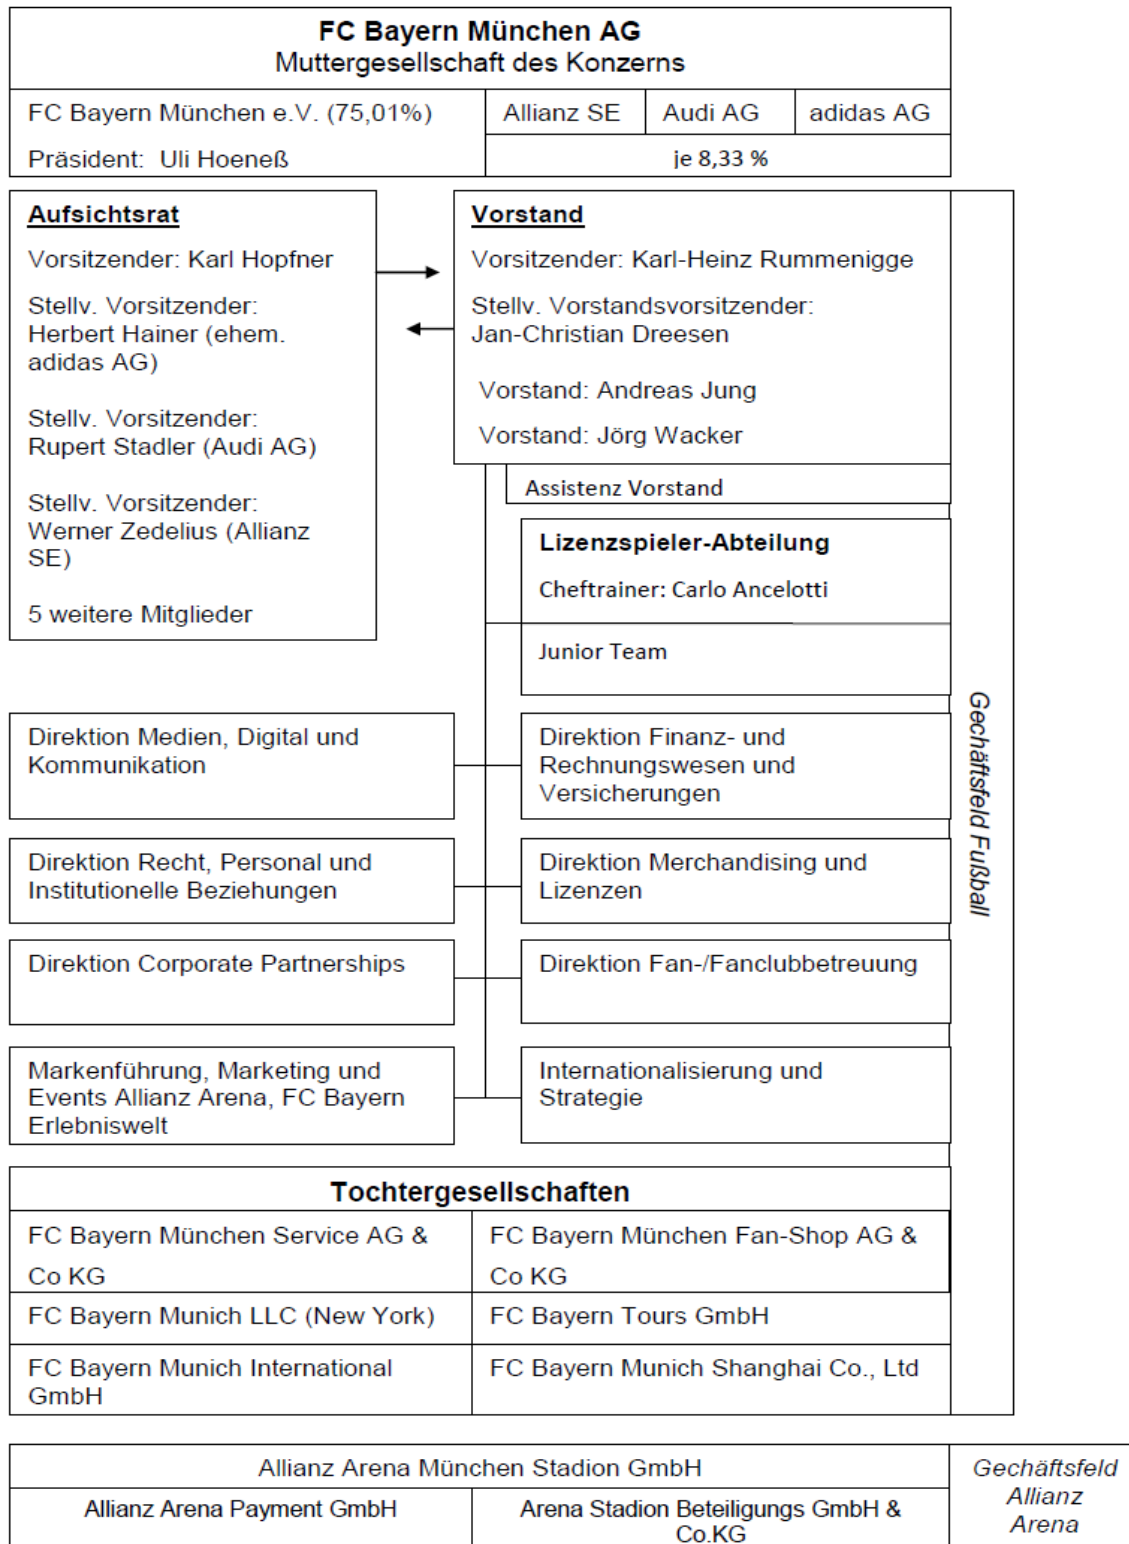 FC Bayern München AG
Muttergesellschaft des Konzerns
FC Bayern München e.V. (75,01%)
Präsident: Uli Hoeneß
Allianz SE
Audi AG
adidas AG
je 8,33 %
Aufsichtsrat
Vorsitzender: Karl Hopfner
Stellv. Vorsitzender:
Herbert Hainer (ehem.
adidas AG)
Stellv. Vorsitzender:
Rupert Stadler (Audi AG)
Stellv. Vorsitzender:
Werner Zedelius (Allianz
SE)
5 weitere Mitglieder
Vorstand
Vorsitzender: Karl-Heinz Rummenigge
Stellv. Vorstandsvorsitzender:
Jan-Christian Dreesen
Vorstand: Andreas Jung
Vorstand: Jörg Wacker
Assistenz Vorstand
Lizenzspieler-Abteilung
Cheftrainer: Carlo Ancelotti
Junior Team
Direktion Medien, Digital und
Kommunikation
Direktion Finanz- und
Rechnungswesen und
Versicherungen
Direktion Recht, Personal und
Institutionelle Beziehungen
Direktion Merchandising und
Lizenzen
Direktion Corporate Partnerships
Direktion Fan-/Fanclubbetreuung
Markenführung, Marketing und
Events Allianz Arena, FC Bayern
Erlebniswelt
Internationalisierung und
Strategie
Gechäftsfeld Fußball
Tochtergesellschaften
FC Bayern München Service AG &
Co KG
FC Bayern München Fan-Shop AG &
Co KG
FC Bayern Munich LLC (New York)
FC Bayern Tours GmbH
FC Bayern Munich International
GmbH
FC Bayern Munich Shanghai Co., Ltd
Allianz Arena München Stadion GmbH
Allianz Arena Payment GmbH
Arena Stadion Beteiligungs GmbH &
Co.KG
Gechäftsfeld
Allianz
Arena